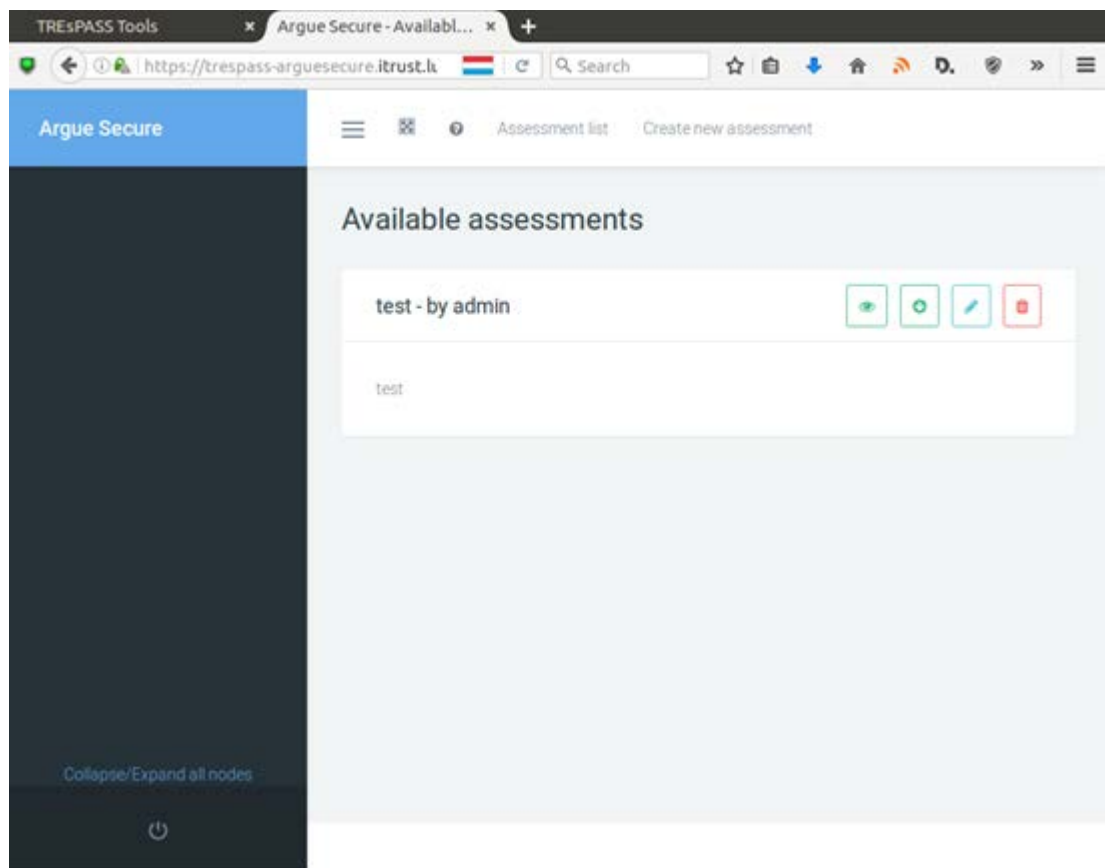 TREsPASS Tools
Argue Secure - Availabl...
https://trespass-arguesecure.itrust.lu
Search
D.
Argue Secure
Assessment list
Create new assessment
Available assessments
test - by admin
test
Collapse/Expand all nodes